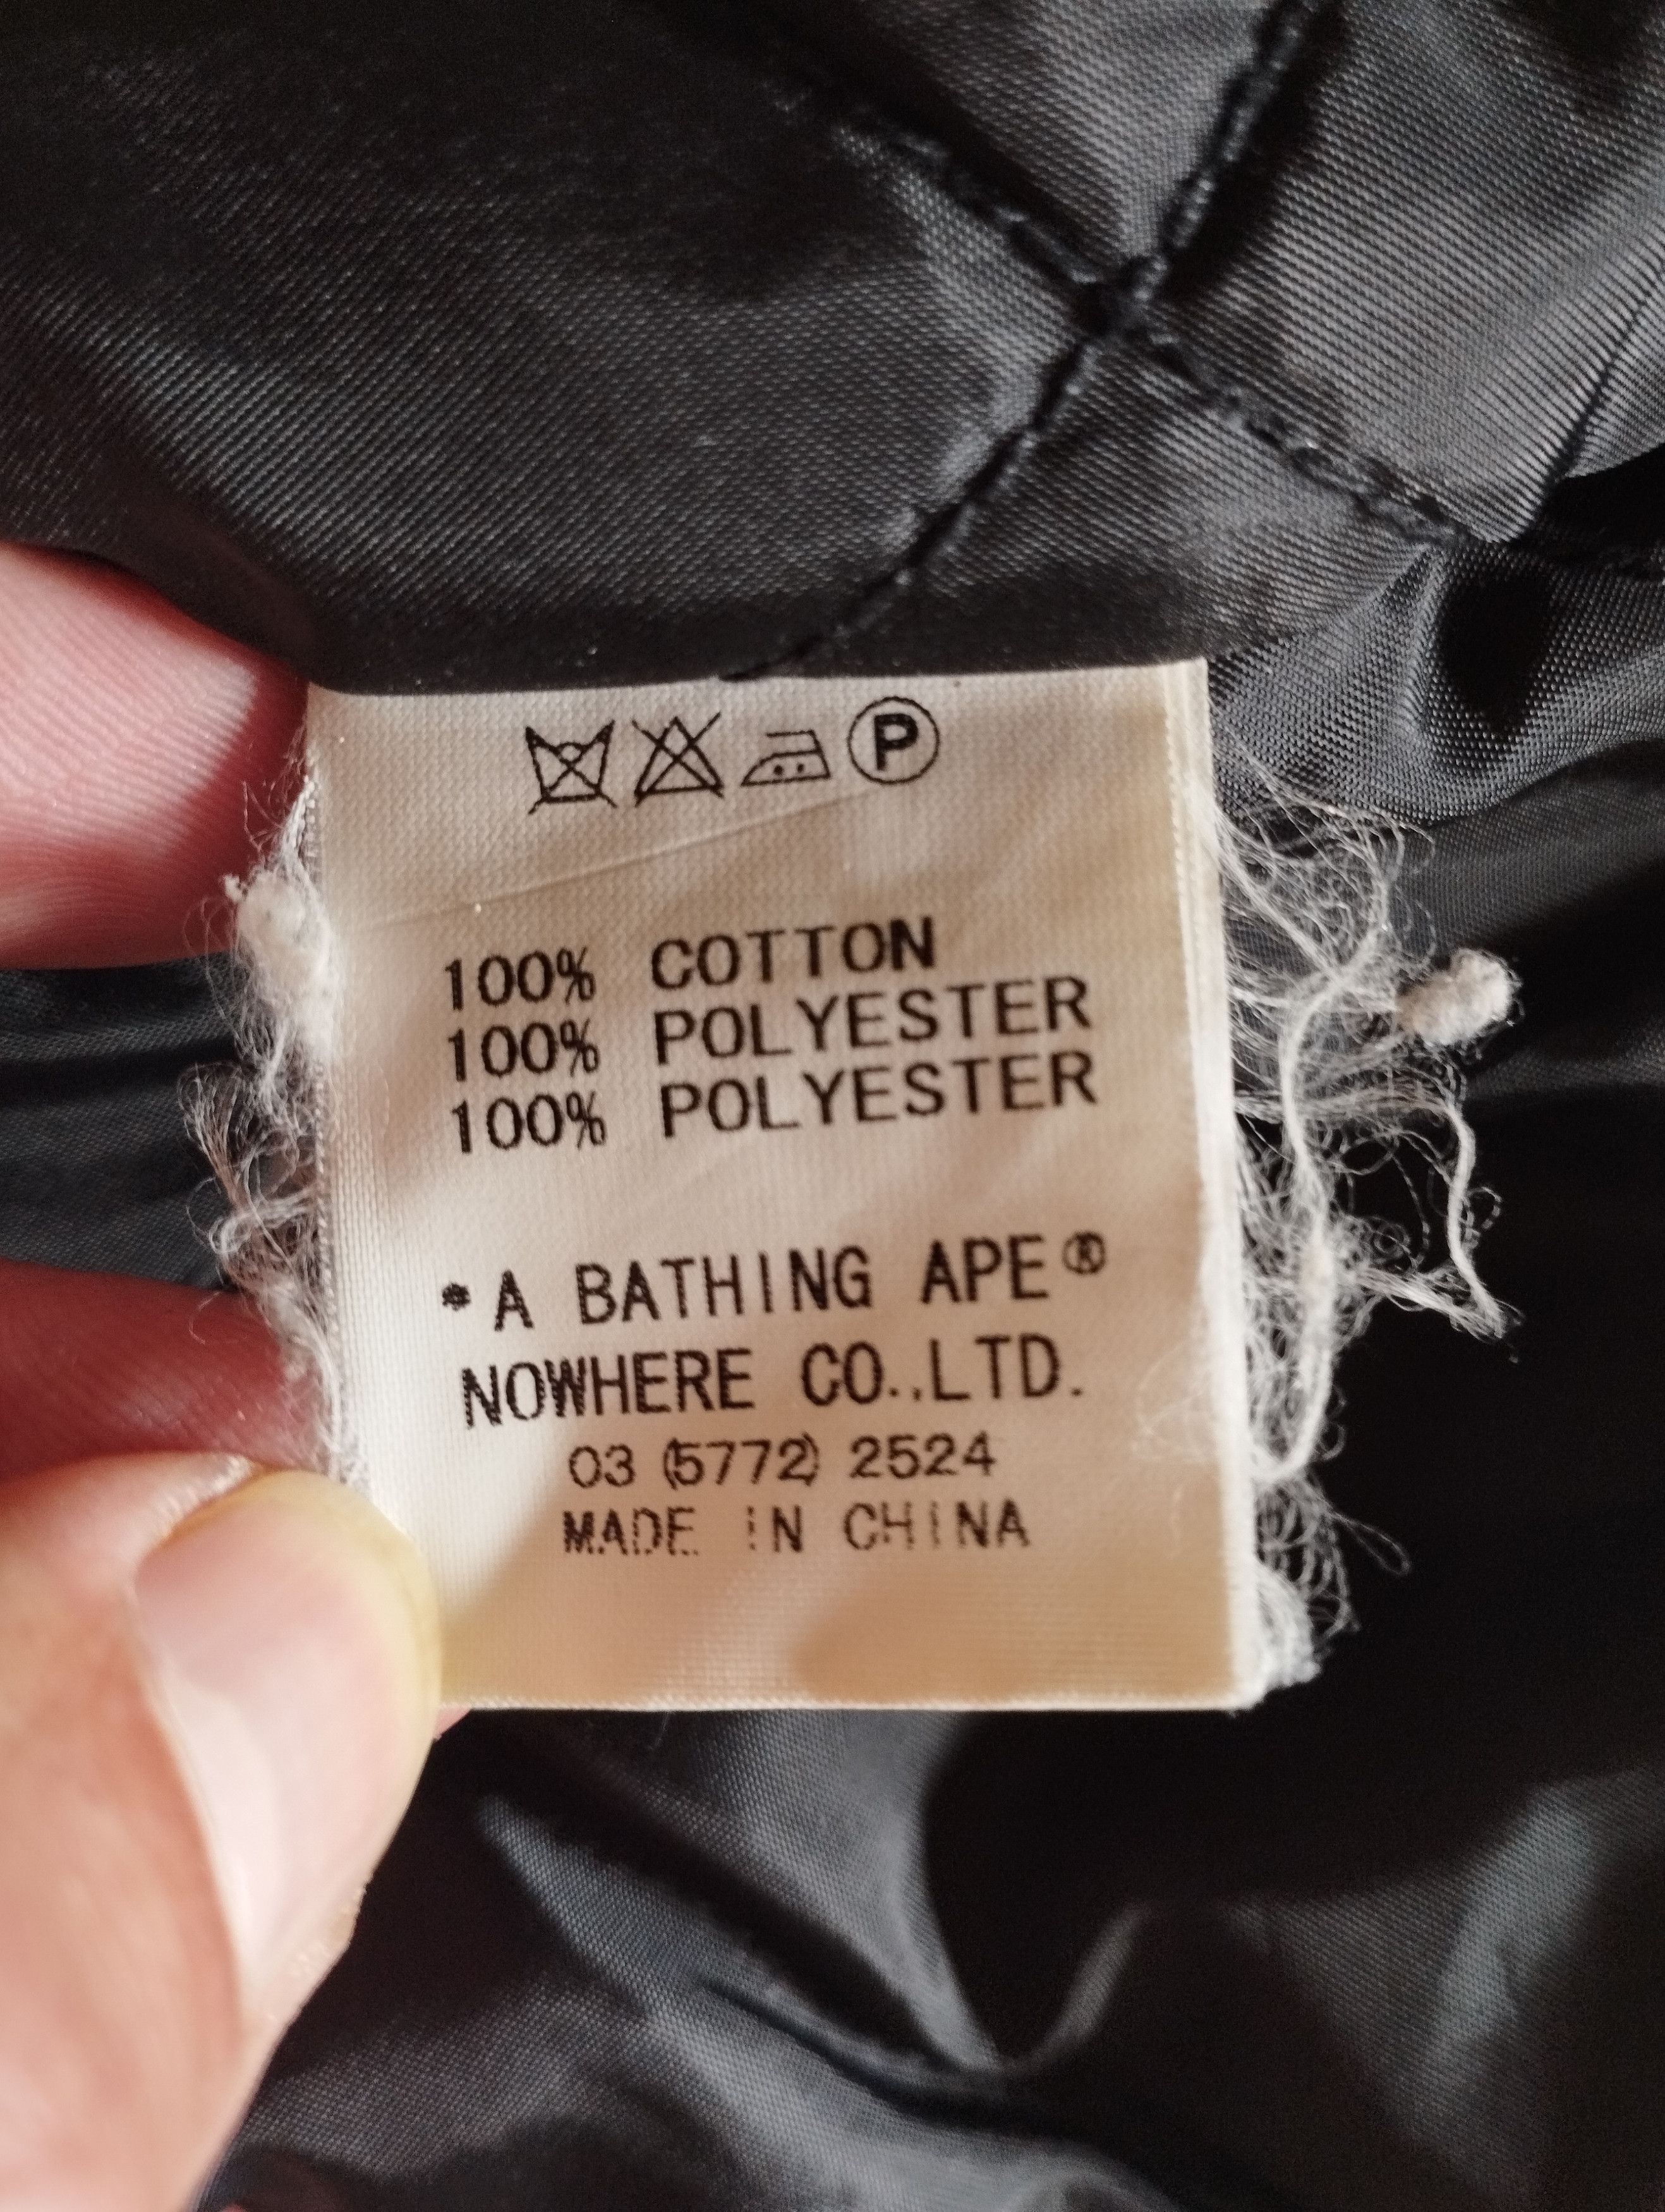 P
100% COTTON
100% POLYESTER
100% POLYESTER
*A BATHING APE®
NOWHERE CO.,LTD.
03 (5772) 2524
MADE IN CHINA